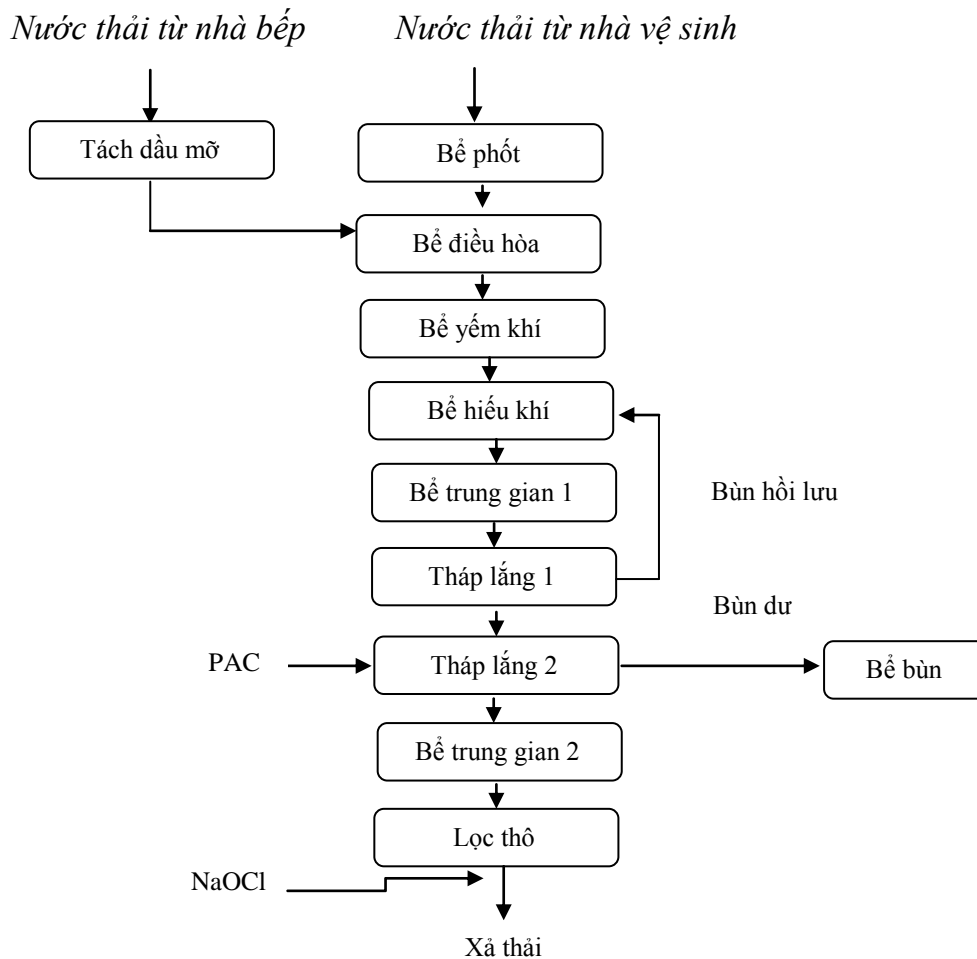 Nước thải từ nhà bếp
Nước thải từ nhà vệ sinh
Tách dầu mỡ
Bể phốt
Bể điều hòa
Bể yếm khí
Bể hiếu khí
Bể trung gian 1
Bùn hồi lưu
Tháp lắng 1
Bùn dư
PAC
Tháp lắng 2
Bể bùn
Bể trung gian 2
Lọc thô
NaOCl
Xả thải